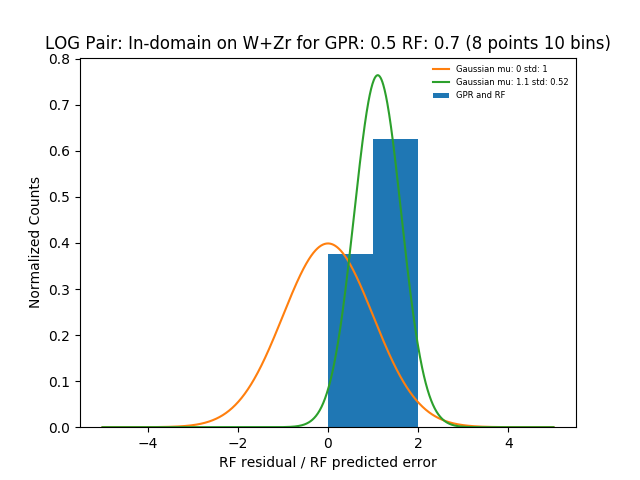 LOG Pair: In-domain on W+Zr for GPR: 0.5 RF: 0.7 (8 points 10 bins)
Gaussian mu: 0 std: 1
Gaussian mu: 1.1 std: 0.52
GPR and RF
Normalized Counts
0.8
0.7
0.6
0.5
0.4
0.3
0.2
0.1
0.0
−4
−2
0
2
4
RF residual / RF predicted error